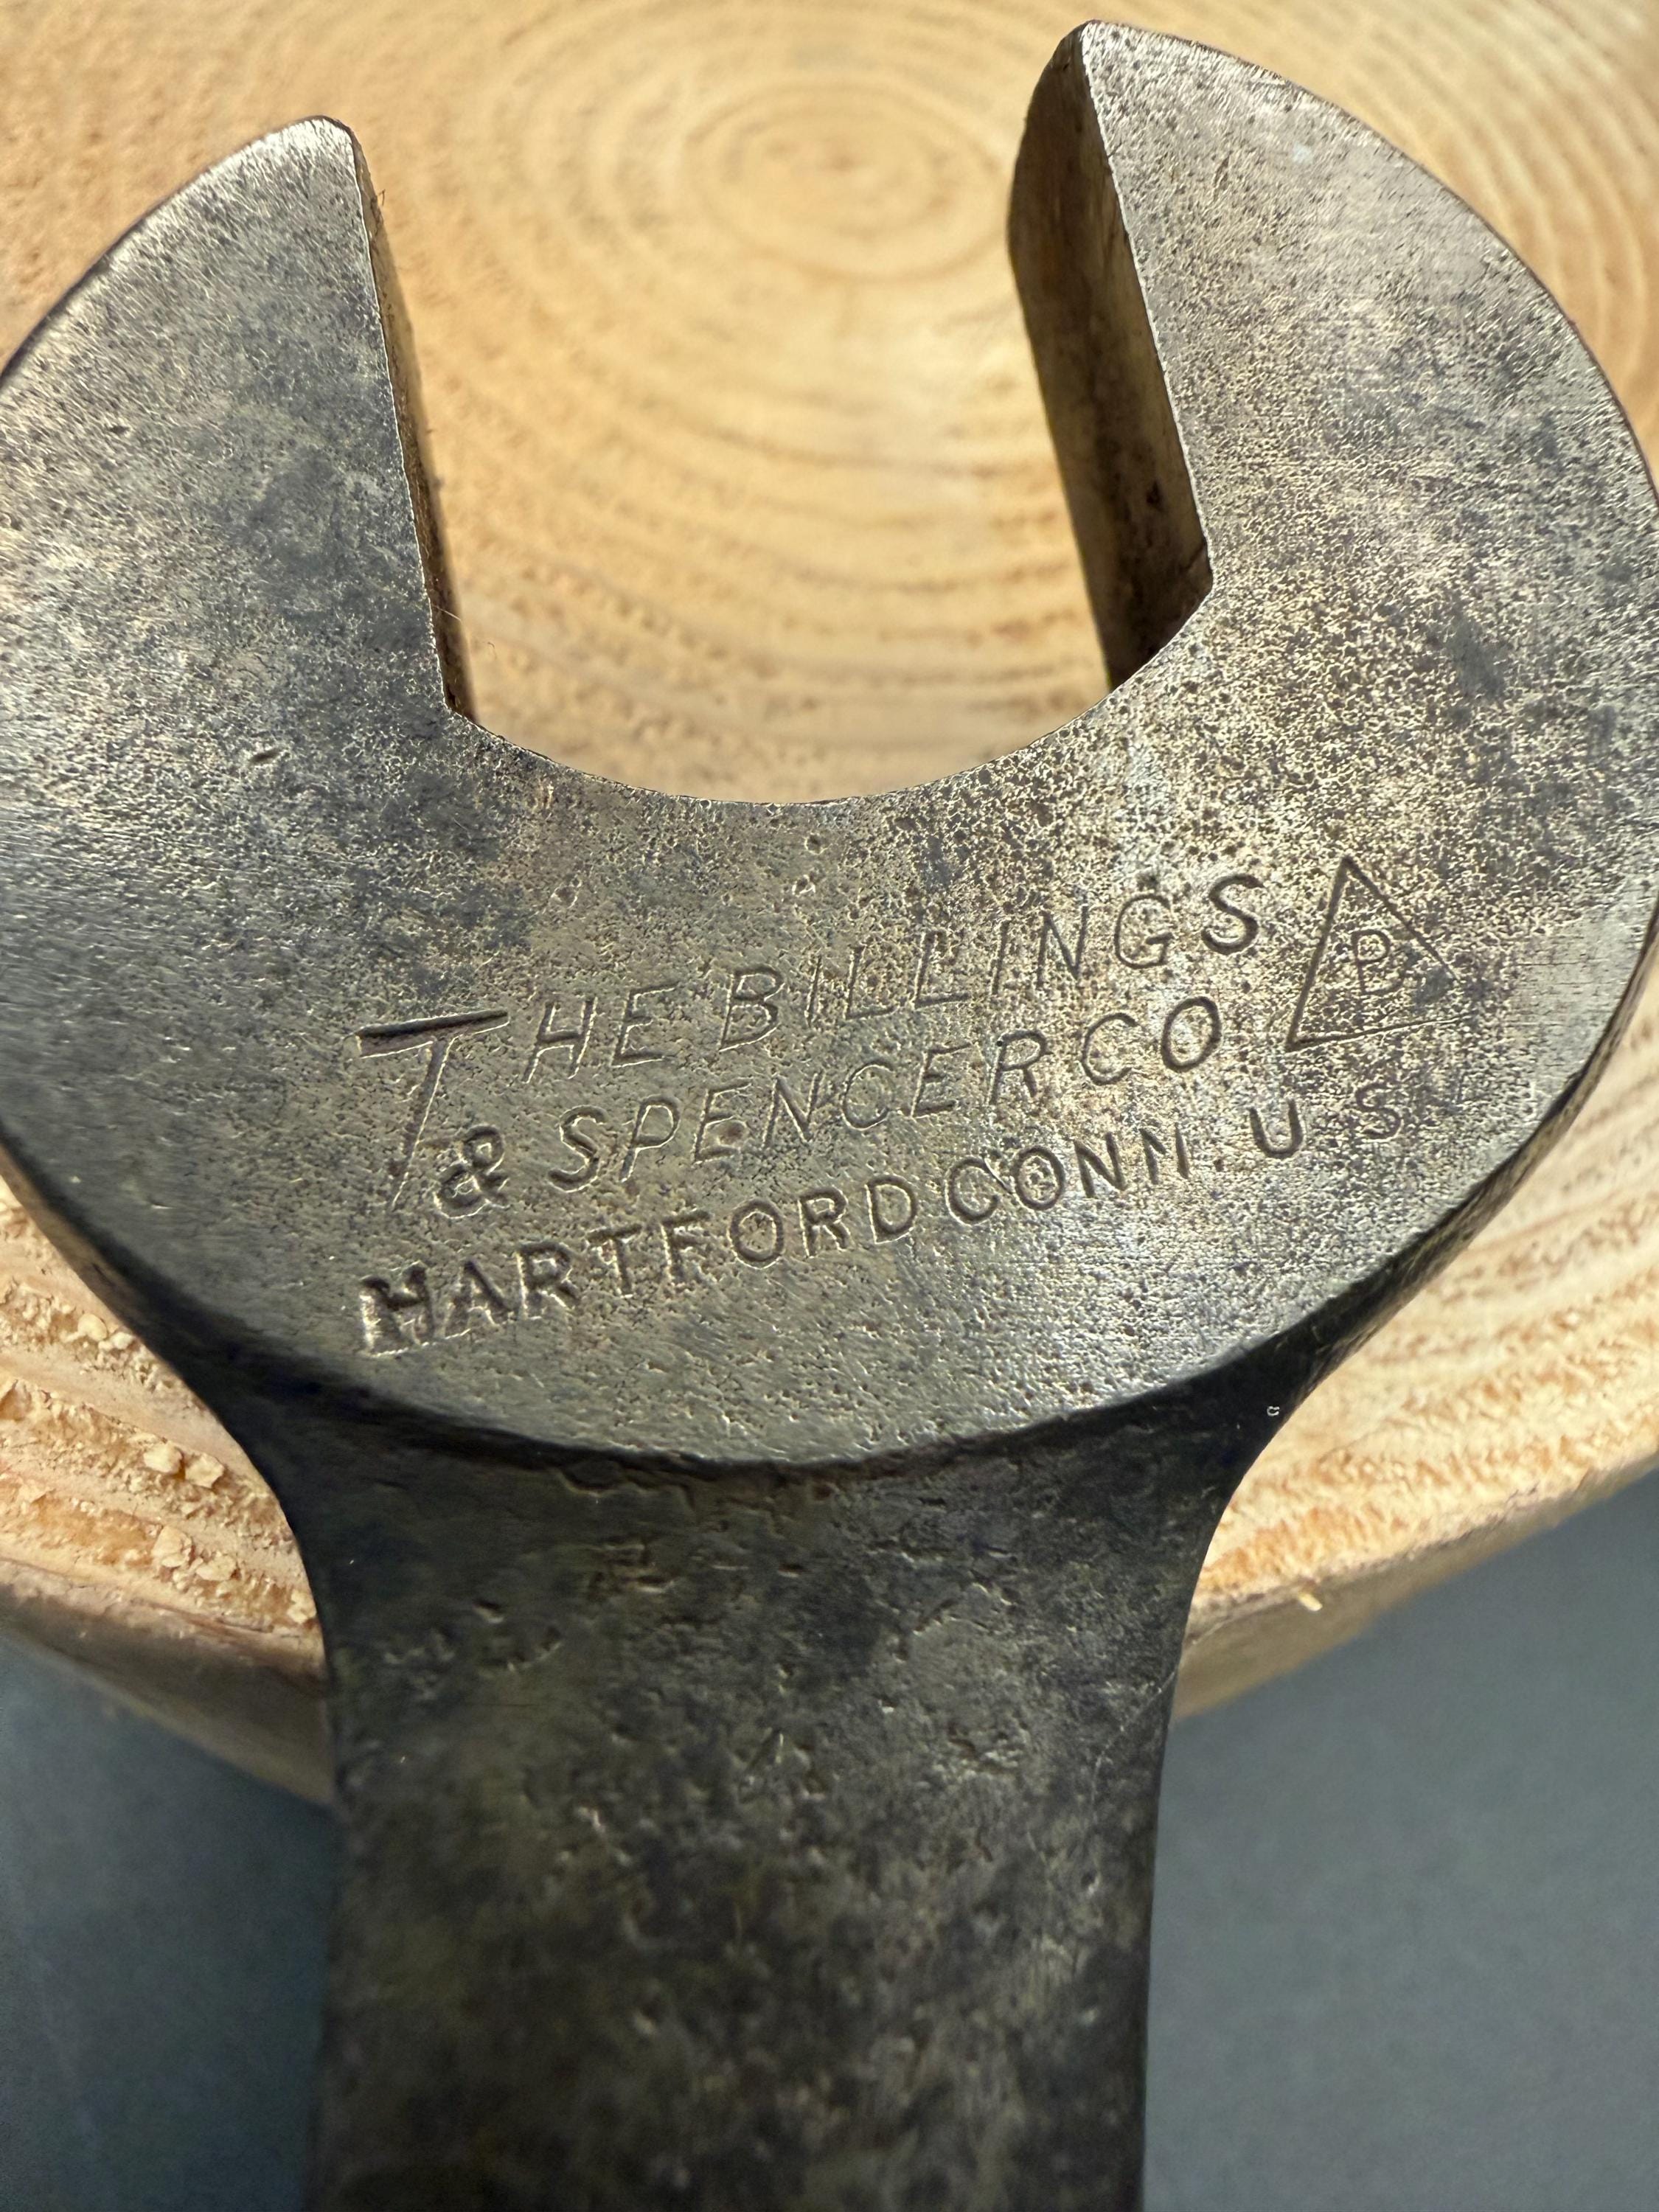 THE BILLINGS
& SPENCER CO
B
HARTFORD CONN. U.S.A